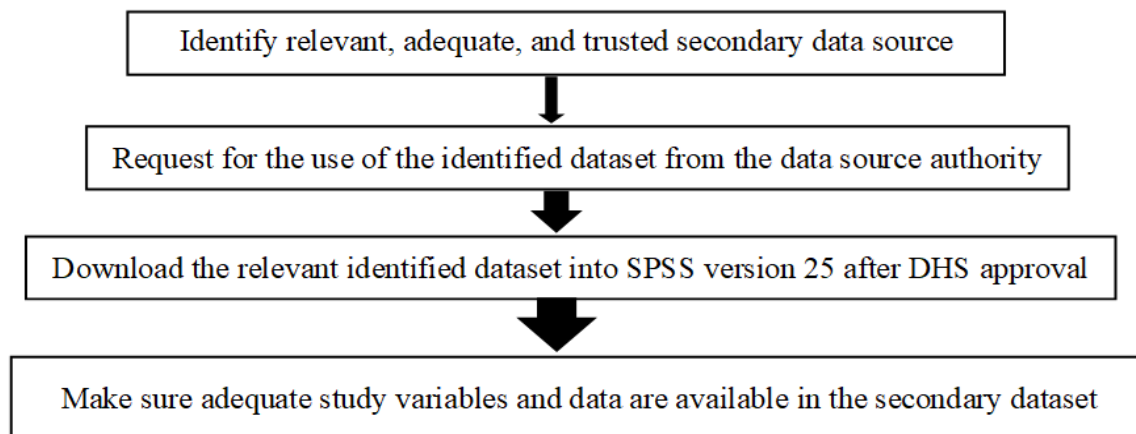 Identify relevant, adequate, and trusted secondary data source
Request for the use of the identified dataset from the data source authority
Download the relevant identified dataset into SPSS version 25 after DHS approval
Make sure adequate study variables and data are available in the secondary dataset